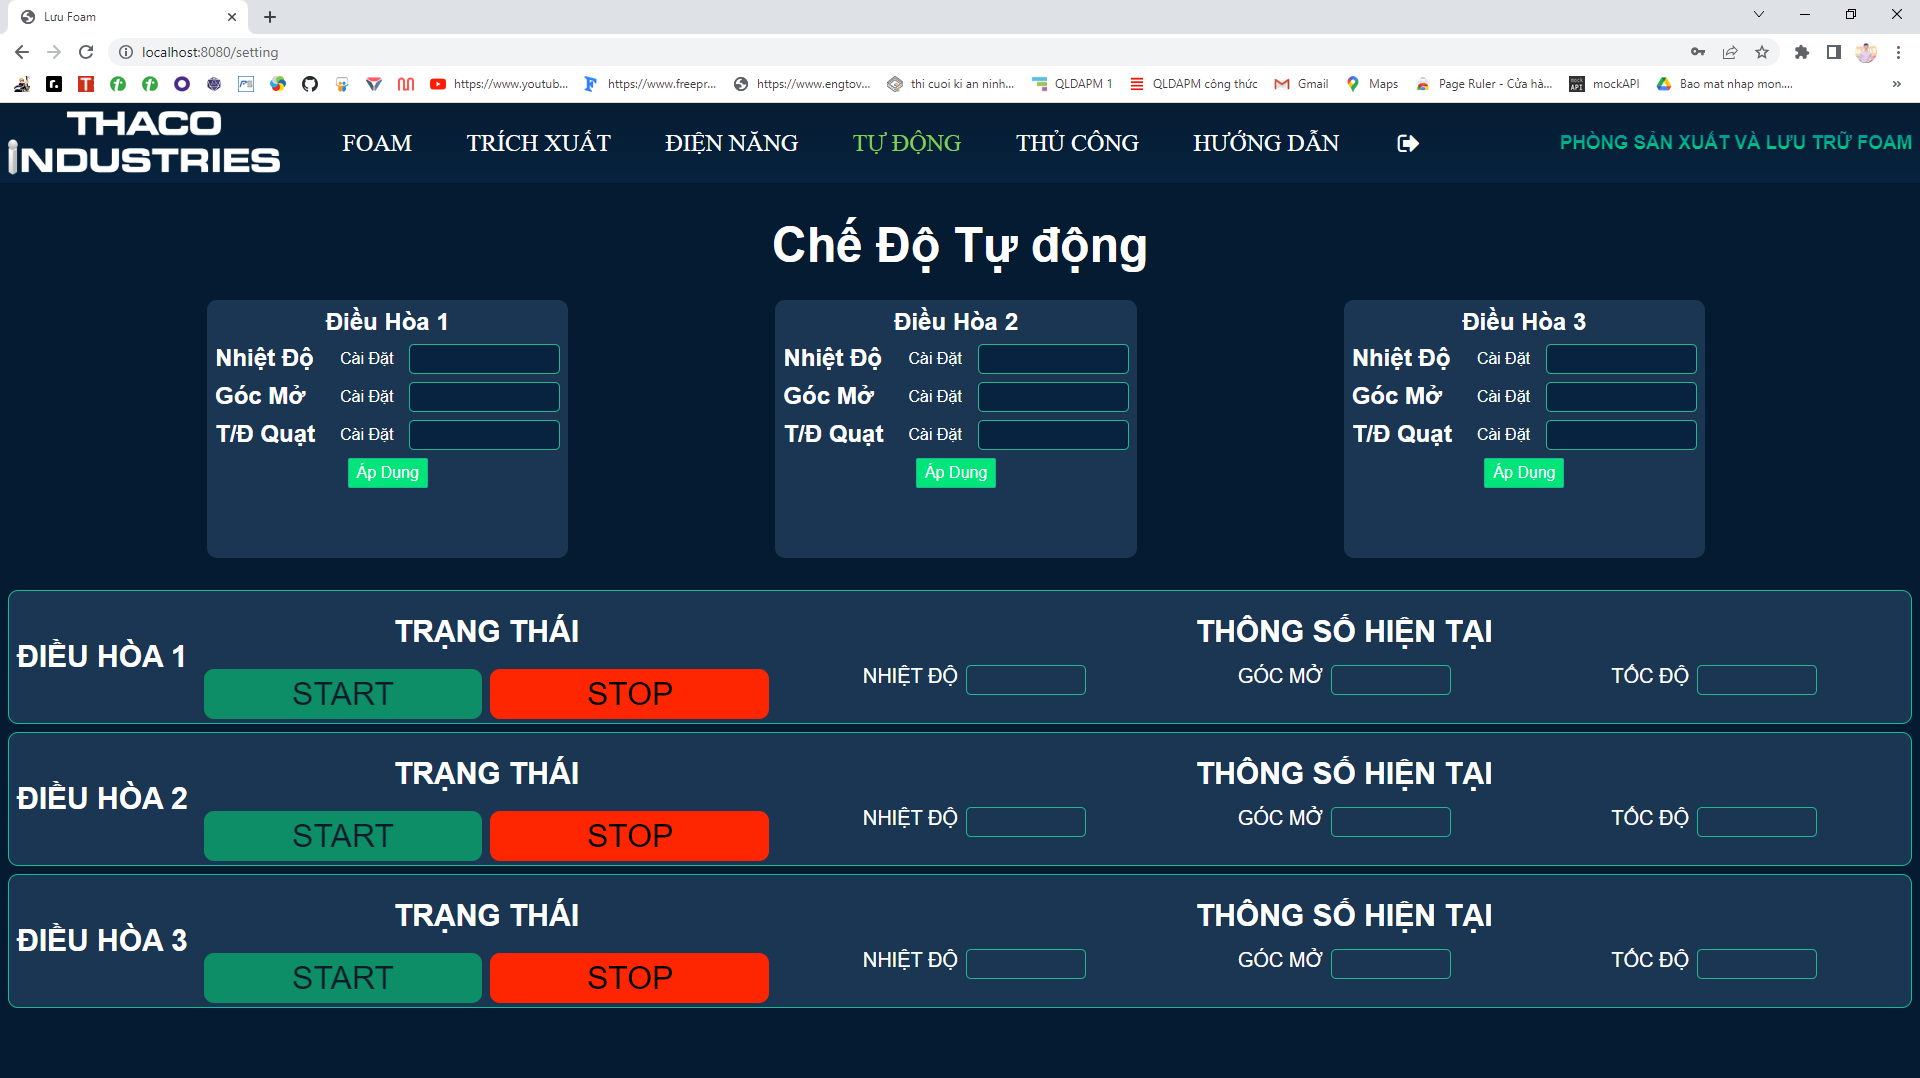 Lưu Foam
localhost:8080/setting
https://www.youtub... https://www.freepr... https://www.engtov... thi cuoi ki an ninh... QLDAPM 1 QLDAPM công thức Gmail Maps Page Ruler - Cửa hà... mock API mockAPI Bao mat nhap mon.... »
THACO
INDUSTRIES
FOAM TRÍCH XUẤT ĐIỆN NĂNG TỰ ĐỘNG THỦ CÔNG HƯỚNG DẪN PHÒNG SẢN XUẤT VÀ LƯU TRỮ FOAM
Chế Độ Tự động
Điều Hòa 1
Nhiệt Độ Cài Đặt
Góc Mở Cài Đặt
T/Đ Quạt Cài Đặt
Áp Dụng
Điều Hòa 2
Nhiệt Độ Cài Đặt
Góc Mở Cài Đặt
T/Đ Quạt Cài Đặt
Áp Dụng
Điều Hòa 3
Nhiệt Độ Cài Đặt
Góc Mở Cài Đặt
T/Đ Quạt Cài Đặt
Áp Dụng
ĐIỀU HÒA 1
TRẠNG THÁI
START STOP
THÔNG SỐ HIỆN TẠI
NHIỆT ĐỘ GÓC MỞ TỐC ĐỘ
ĐIỀU HÒA 2
TRẠNG THÁI
START STOP
THÔNG SỐ HIỆN TẠI
NHIỆT ĐỘ GÓC MỞ TỐC ĐỘ
ĐIỀU HÒA 3
TRẠNG THÁI
START STOP
THÔNG SỐ HIỆN TẠI
NHIỆT ĐỘ GÓC MỞ TỐC ĐỘ